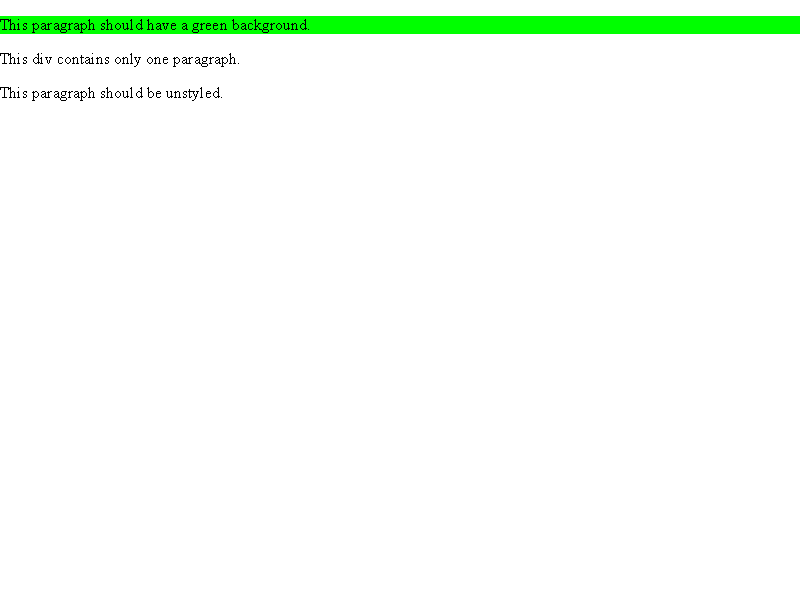 This paragraph should have a green background.
This div contains only one paragraph.
This paragraph should be unstyled.